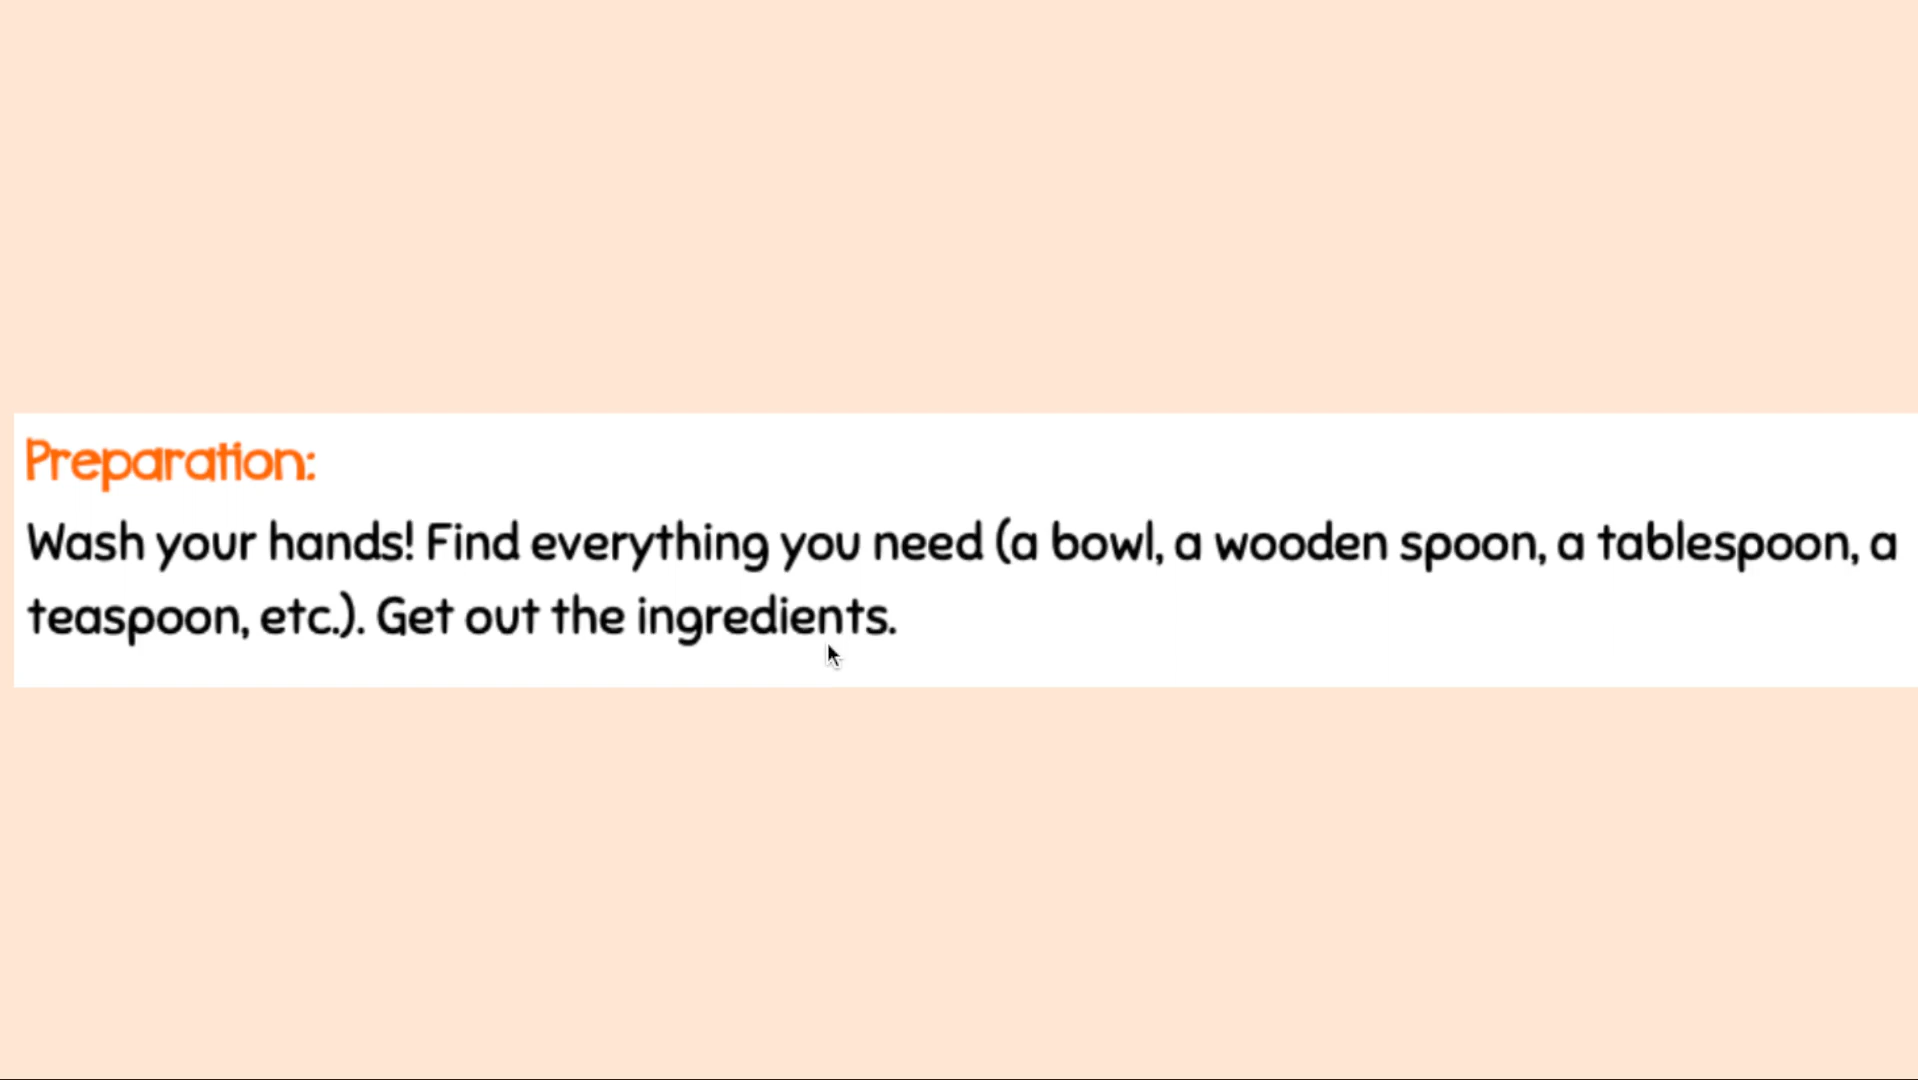 Preparation:
Wash your hands! Find everything you need (a bowl, a wooden spoon, a tablespoon, a
teaspoon, etc.). Get out the ingredients.